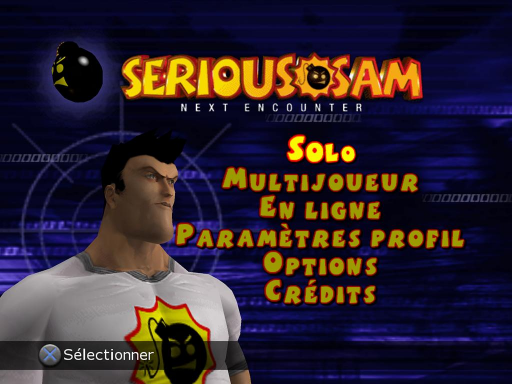 SERIOUS SAM
NEXT ENCOUNTER
SOLO
MULTIJOUEUR
EN LIGNE
PARAMÈTRES PROFIL
OPTIONS
CRÉDITS
Sélectionner